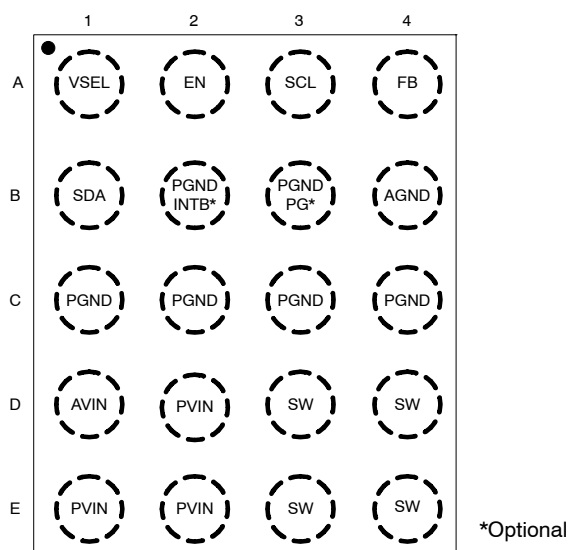 1 2 3 4
A VSEL EN SCL FB
B SDA PGND INTB* PGND PG* AGND
C PGND PGND PGND PGND
D AVIN PVIN SW SW
E PVIN PVIN SW SW
*Optional